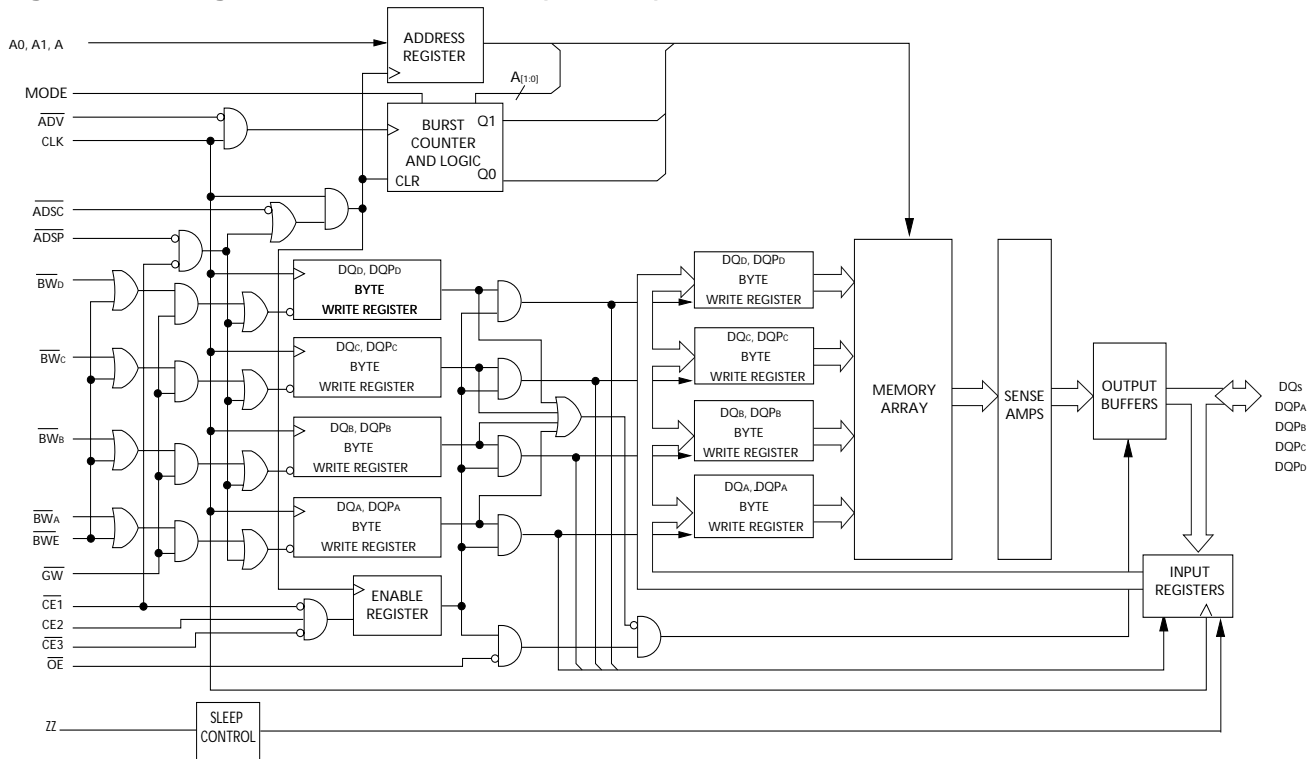 A0, A1, A
ADDRESS
REGISTER
A[1:0]
MODE
ADV
CLK
BURST
COUNTER
AND LOGIC
CLR
Q1
Q0
ADSC
ADSP
BWD
BWC
BWB
BWA
BWE
GW
CE1
CE2
CE3
OE
ZZ
DQD, DQPD
BYTE
WRITE REGISTER
DQC, DQPC
BYTE
WRITE REGISTER
DQB, DQPB
BYTE
WRITE REGISTER
DQA, DQPA
BYTE
WRITE REGISTER
ENABLE
REGISTER
SLEEP
CONTROL
DQD, DQPD
BYTE
WRITE REGISTER
DQC, DQPC
BYTE
WRITE REGISTER
DQB, DQPB
BYTE
WRITE REGISTER
DQA, DQPA
BYTE
WRITE REGISTER
MEMORY
ARRAY
SENSE
AMPS
OUTPUT
BUFFERS
INPUT
REGISTERS
DQs
DQPA
DQPB
DQPC
DQPD